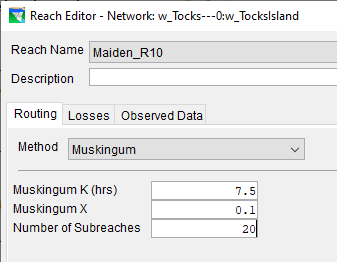 Reach Editor - Network: w_Tocks---0:w_TocksIsland
Reach Name Maiden_R10
Description
Routing Losses Observed Data
Method Muskingum
Muskingum K (hrs) 7.5
Muskingum X 0.1
Number of Subreaches 20